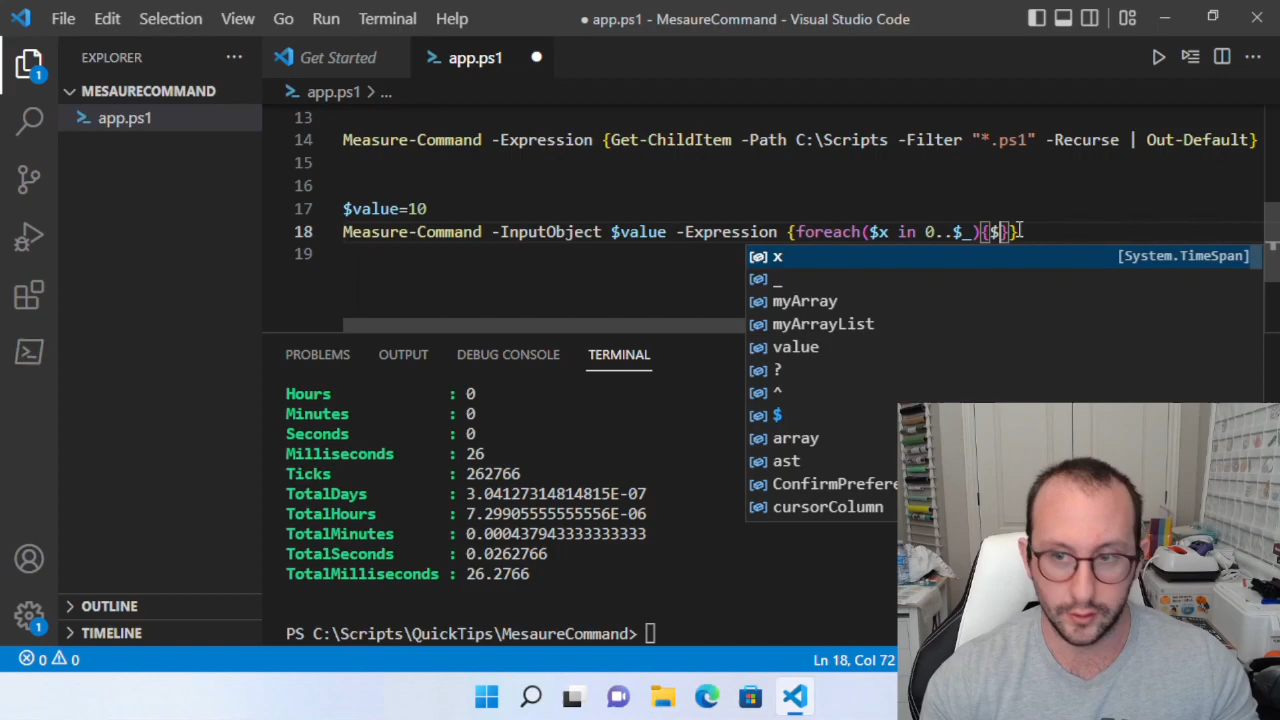 File Edit Selection View Go Run Terminal Help
● app.ps1 - MesaureCommand - Visual Studio Code
EXPLORER
Get Started
app.ps1
MESAURECOMMAND
app.ps1 > ...
app.ps1
13
14 Measure-Command -Expression {Get-ChildItem -Path C:\Scripts -Filter "*.ps1" -Recurse | Out-Default}
15
16
17 $value=10
18 Measure-Command -InputObject $value -Expression {foreach($x in 0..$_){$}}
19
x [System.TimeSpan]
_
myArray
myArrayList
value
?
^
$
array
ast
ConfirmPrefere
cursorColumn
PROBLEMS OUTPUT DEBUG CONSOLE TERMINAL
Hours : 0
Minutes : 0
Seconds : 0
Milliseconds : 26
Ticks : 262766
TotalDays : 3.04127314814815E-07
TotalHours : 7.29905555555556E-06
TotalMinutes : 0.000437943333333333
TotalSeconds : 0.0262766
TotalMilliseconds : 26.2766
PS C:\Scripts\QuickTips\MesaureCommand>
OUTLINE
TIMELINE
1
1
0 0
Ln 18, Col 72